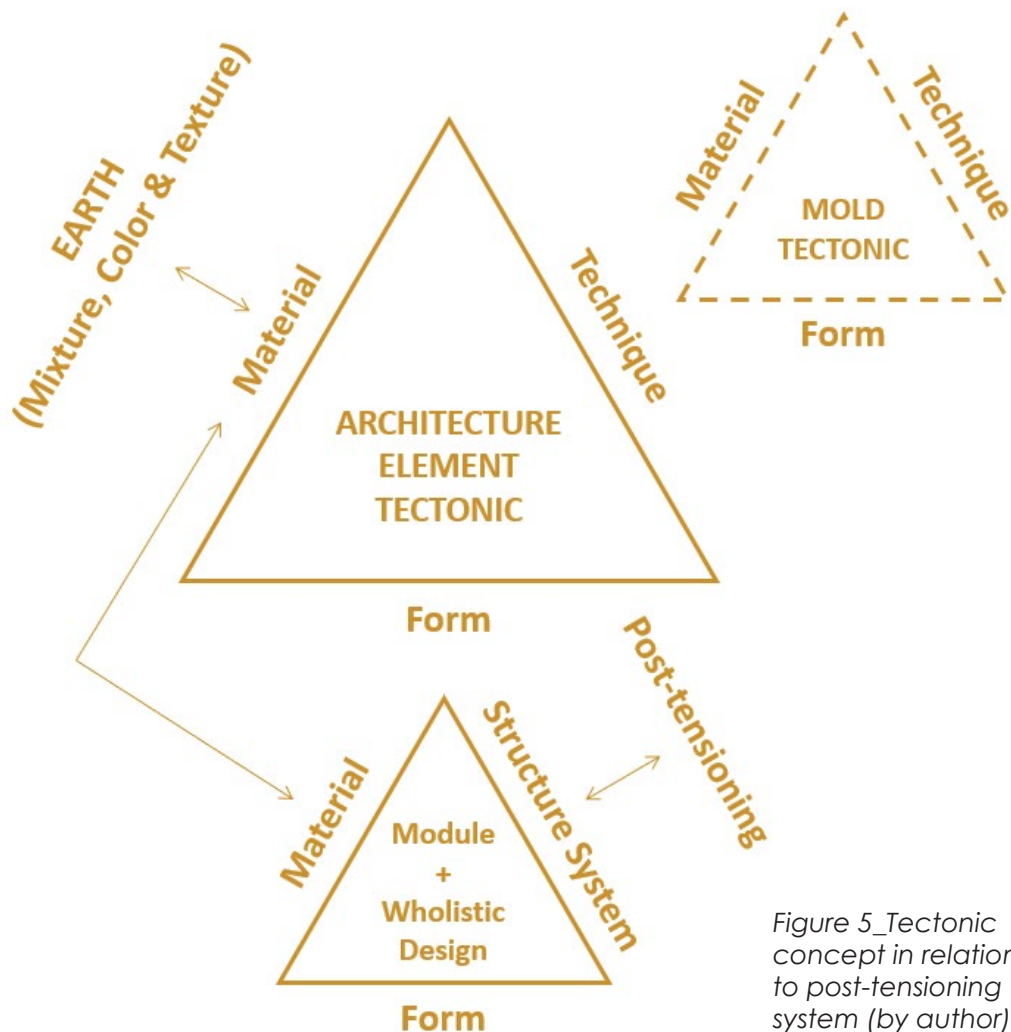 EARTH
(Mixture, Color & Texture)
Material
Technique
ARCHITECTURE
ELEMENT
TECTONIC
Form
Material
Technique
MOLD
TECTONIC
Form
Material
Structure System
Post-tensioning
Module
+
Wholistic
Design
Form
Figure 5_Tectonic
concept in relation
to post-tensioning
system (by author)